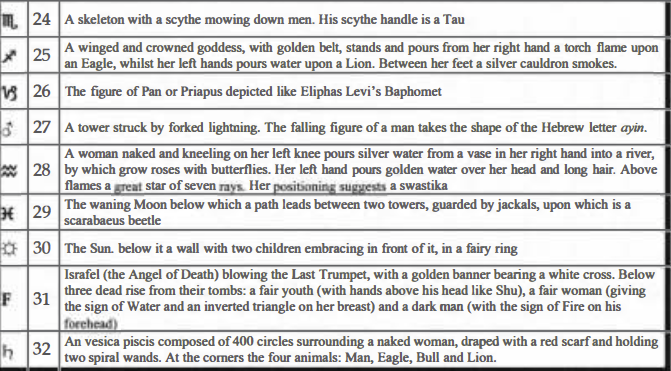 ♏ 24 A skeleton with a scythe mowing down men. His scythe handle is a Tau
♐ 25 A winged and crowned goddess, with golden belt, stands and pours from her right hand a torch flame upon
an Eagle, whilst her left hands pours water upon a Lion. Between her feet a silver cauldron smokes.
♑ 26 The figure of Pan or Priapus depicted like Eliphas Levi's Baphomet
♂ 27 A tower struck by forked lightning. The falling figure of a man takes the shape of the Hebrew letter ayin.
♒ 28 A woman naked and kneeling on her left knee pours silver water from a vase in her right hand into a river,
by which grow roses with butterflies. Her left hand pours golden water over her head and long hair. Above
flames a great star of seven rays. Her positioning suggests a swastika
♓ 29 The waning Moon below which a path leads between two towers, guarded by jackals, upon which is a
scarabaeus beetle
☼ 30 The Sun. below it a wall with two children embracing in front of it, in a fairy ring
F 31 Israfel (the Angel of Death) blowing the Last Trumpet, with a golden banner bearing a white cross. Below
three dead rise from their tombs: a fair youth (with hands above his head like Shu), a fair woman (giving
the sign of Water and an inverted triangle on her breast) and a dark man (with the sign of Fire on his
forehead)
♄ 32 An vesica piscis composed of 400 circles surrounding a naked woman, draped with a red scarf and holding
two spiral wands. At the corners the four animals: Man, Eagle, Bull and Lion.